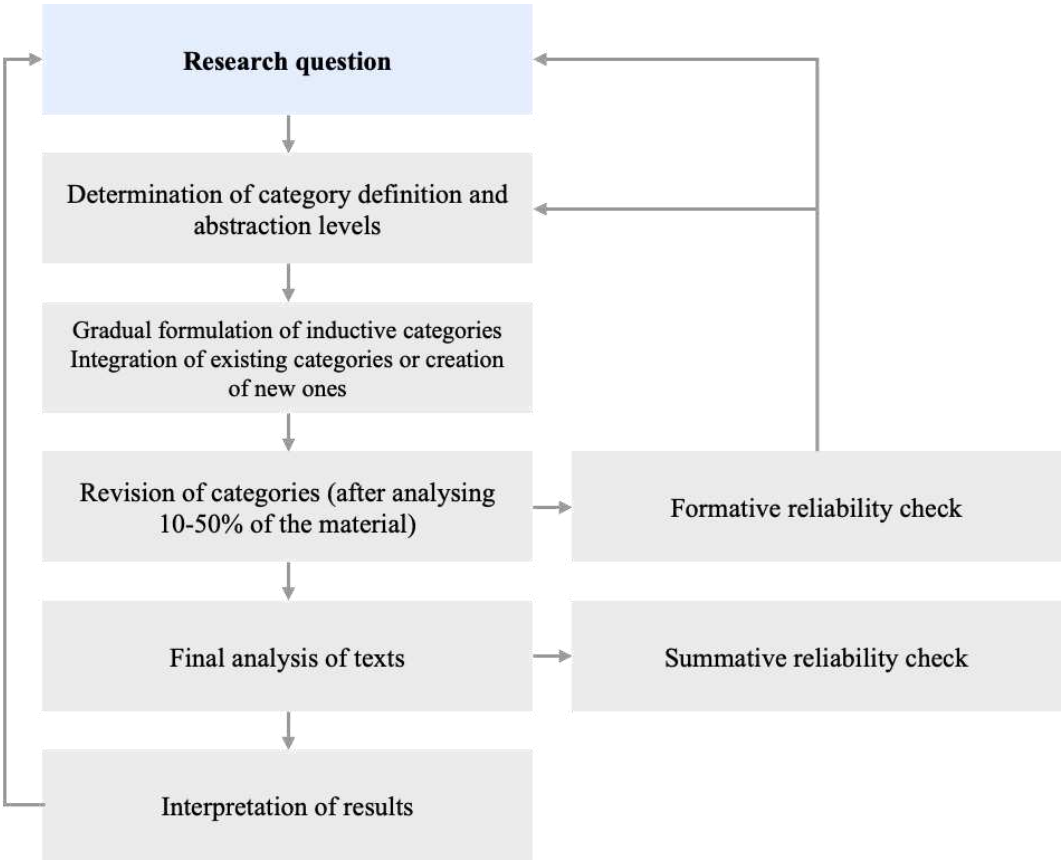 Research question
Determination of category definition and
abstraction levels
Gradual formulation of inductive categories
Integration of existing categories or creation
of new ones
Revision of categories (after analysing
10-50% of the material)
Formative reliability check
Final analysis of texts
Summative reliability check
Interpretation of results